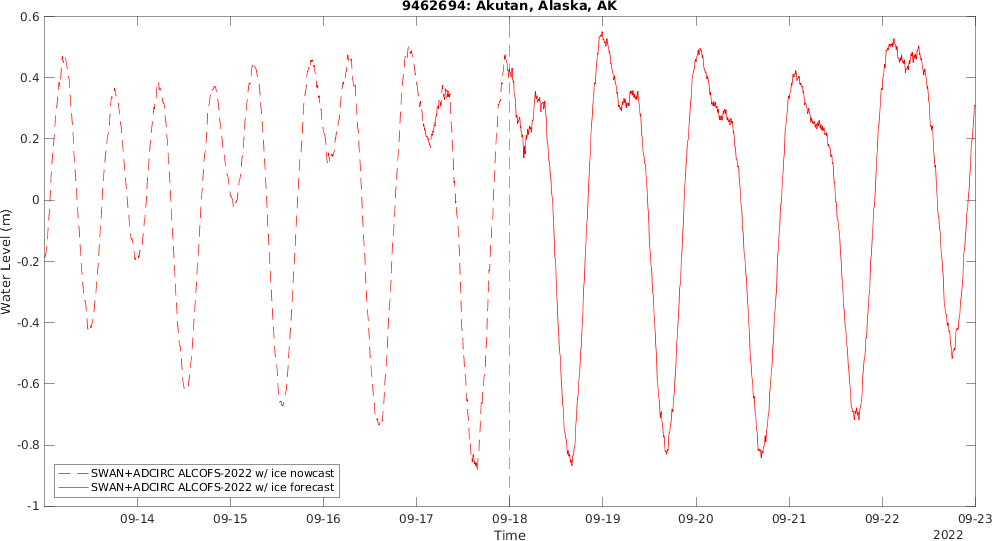 9462694: Akutan, Alaska, AK
0.6
0.4
0.2
0
-0.2
-0.4
-0.6
-0.8
-1
Water Level (m)
SWAN+ADCIRC ALCOFS-2022 w/ ice nowcast
SWAN+ADCIRC ALCOFS-2022 w/ ice forecast
09-14 09-15 09-16 09-17 09-18 09-19 09-20 09-21 09-22 09-23
Time
2022